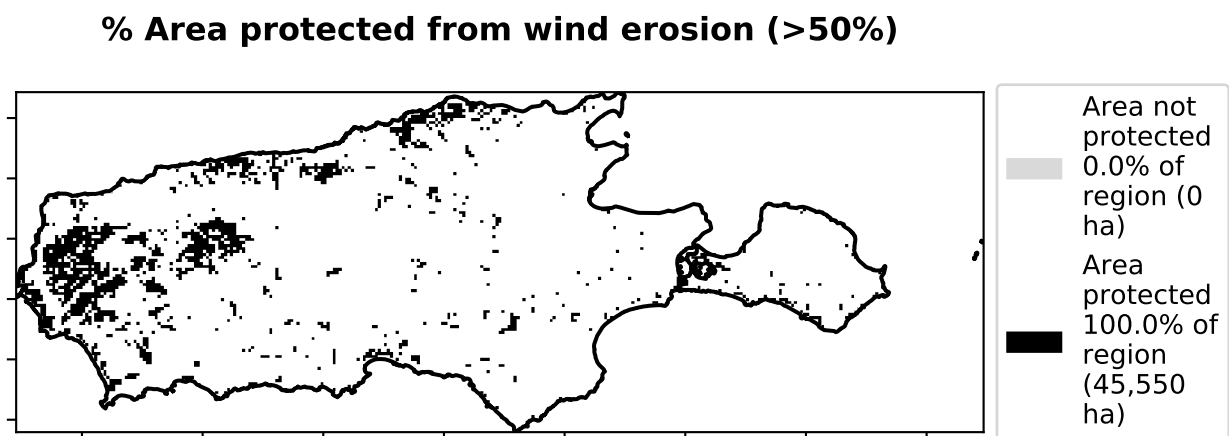 % Area protected from wind erosion (>50%)
Area not
protected
0.0% of
region (0
ha)
Area
protected
100.0% of
region
(45,550
ha)